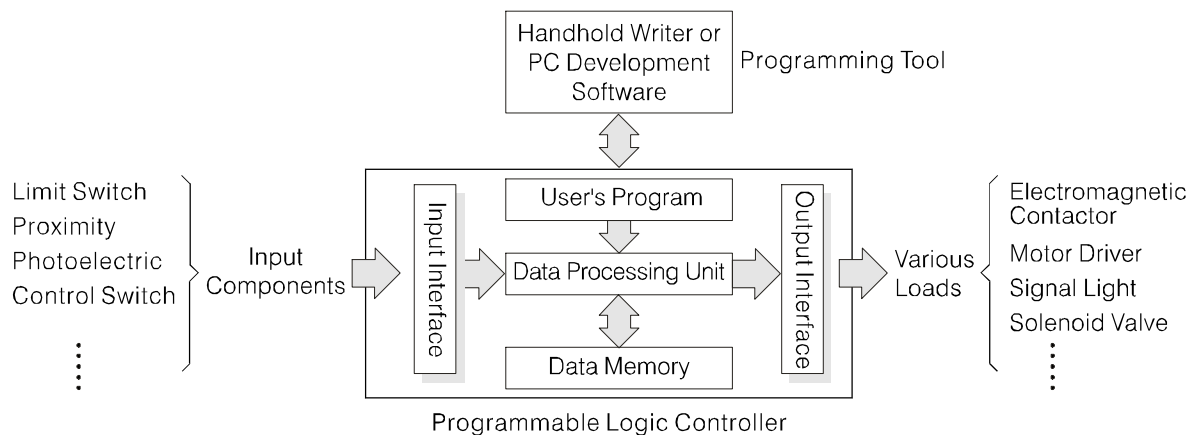 Handhold Writer or
PC Development
Software
Programming Tool
Limit Switch
Proximity
Photoelectric
Control Switch
Input
Components
Input Interface
User's Program
Data Processing Unit
Data Memory
Output Interface
Various
Loads
Electromagnetic
Contactor
Motor Driver
Signal Light
Solenoid Valve
Programmable Logic Controller